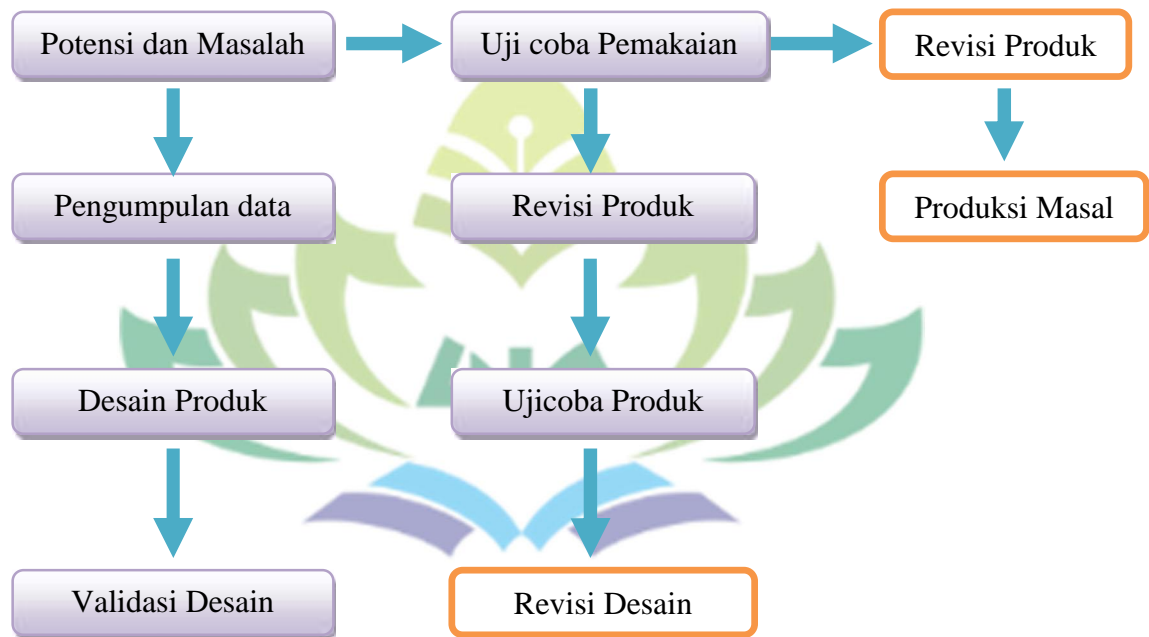 Potensi dan Masalah
Uji coba Pemakaian
Revisi Produk
Pengumpulan data
Revisi Produk
Produksi Masal
Desain Produk
Ujicoba Produk
Validasi Desain
Revisi Desain